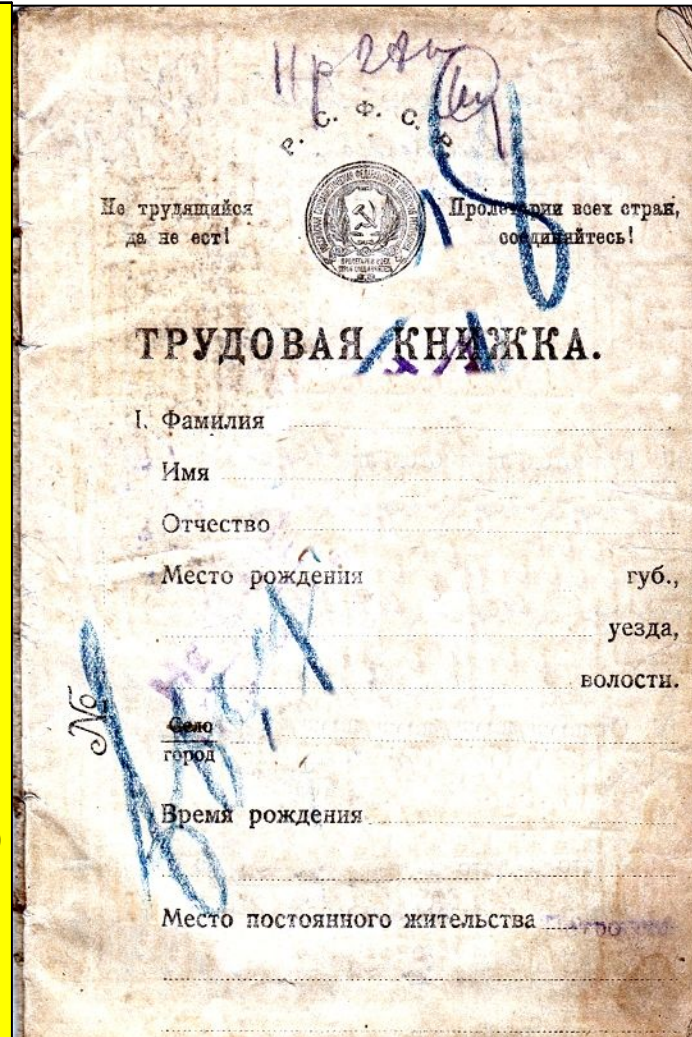 Р. С. Ф. С. Р.
Не трудящийся
да не ест!
Пролетарии всех стран,
соединяйтесь!
ТРУДОВАЯ КНИЖКА.
I. Фамилия
Имя
Отчество
Место рождения губ.,
уезда,
волости.
№
Село
город
Время рождения
Место постоянного жительства